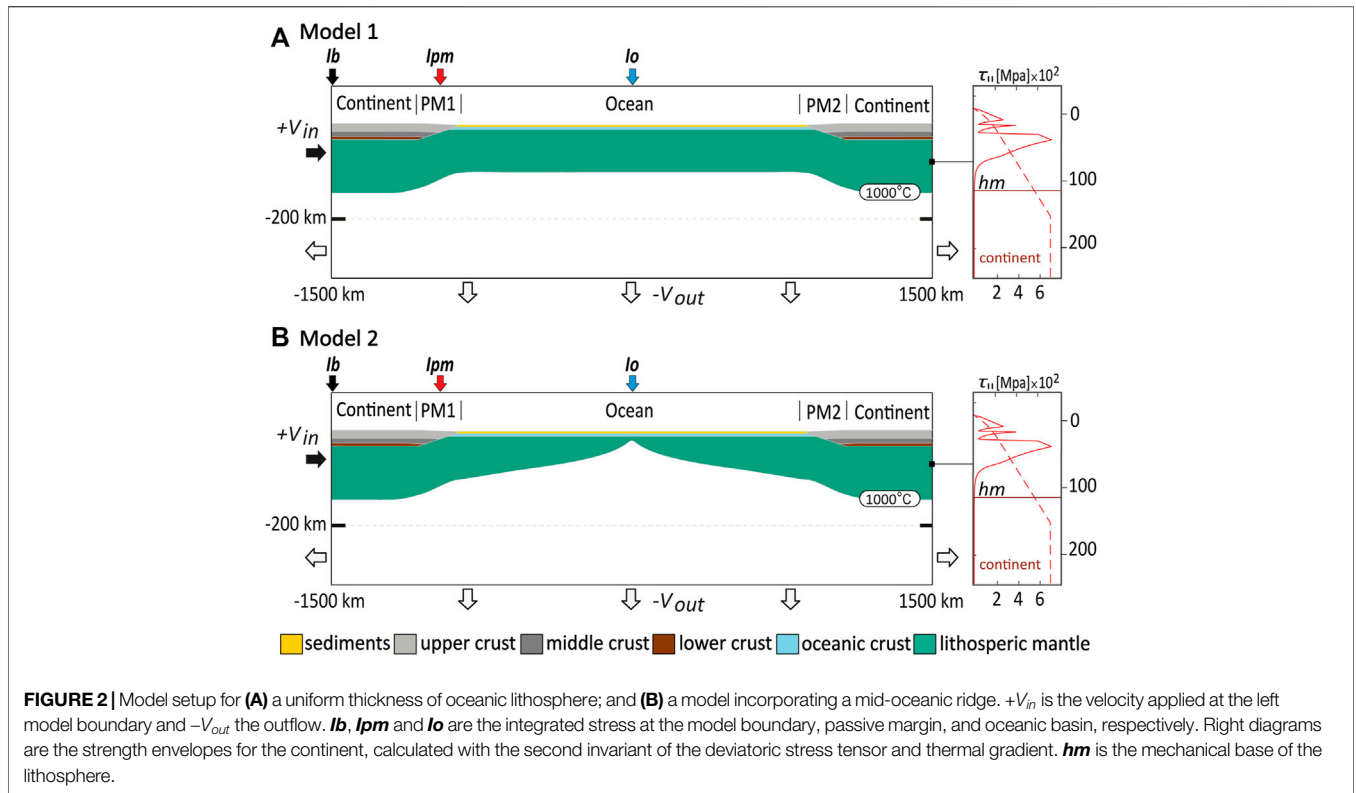 A Model 1
Ib Ipm Io
τII [Mpa]×10²
Continent PM1 Ocean PM2 Continent
+Vin
0
hm
100
1000°C
-200 km
200
continent
-1500 km -Vout 1500 km
2 4 6
B Model 2
Ib Ipm Io
τII [Mpa]×10²
Continent PM1 Ocean PM2 Continent
+Vin
0
hm
100
1000°C
-200 km
200
continent
-1500 km -Vout 1500 km
2 4 6
sediments upper crust middle crust lower crust oceanic crust lithosperic mantle
FIGURE 2 | Model setup for (A) a uniform thickness of oceanic lithosphere; and (B) a model incorporating a mid-oceanic ridge. +Vin is the velocity applied at the left
model boundary and –Vout the outflow. Ib, Ipm and Io are the integrated stress at the model boundary, passive margin, and oceanic basin, respectively. Right diagrams
are the strength envelopes for the continent, calculated with the second invariant of the deviatoric stress tensor and thermal gradient. hm is the mechanical base of the
lithosphere.